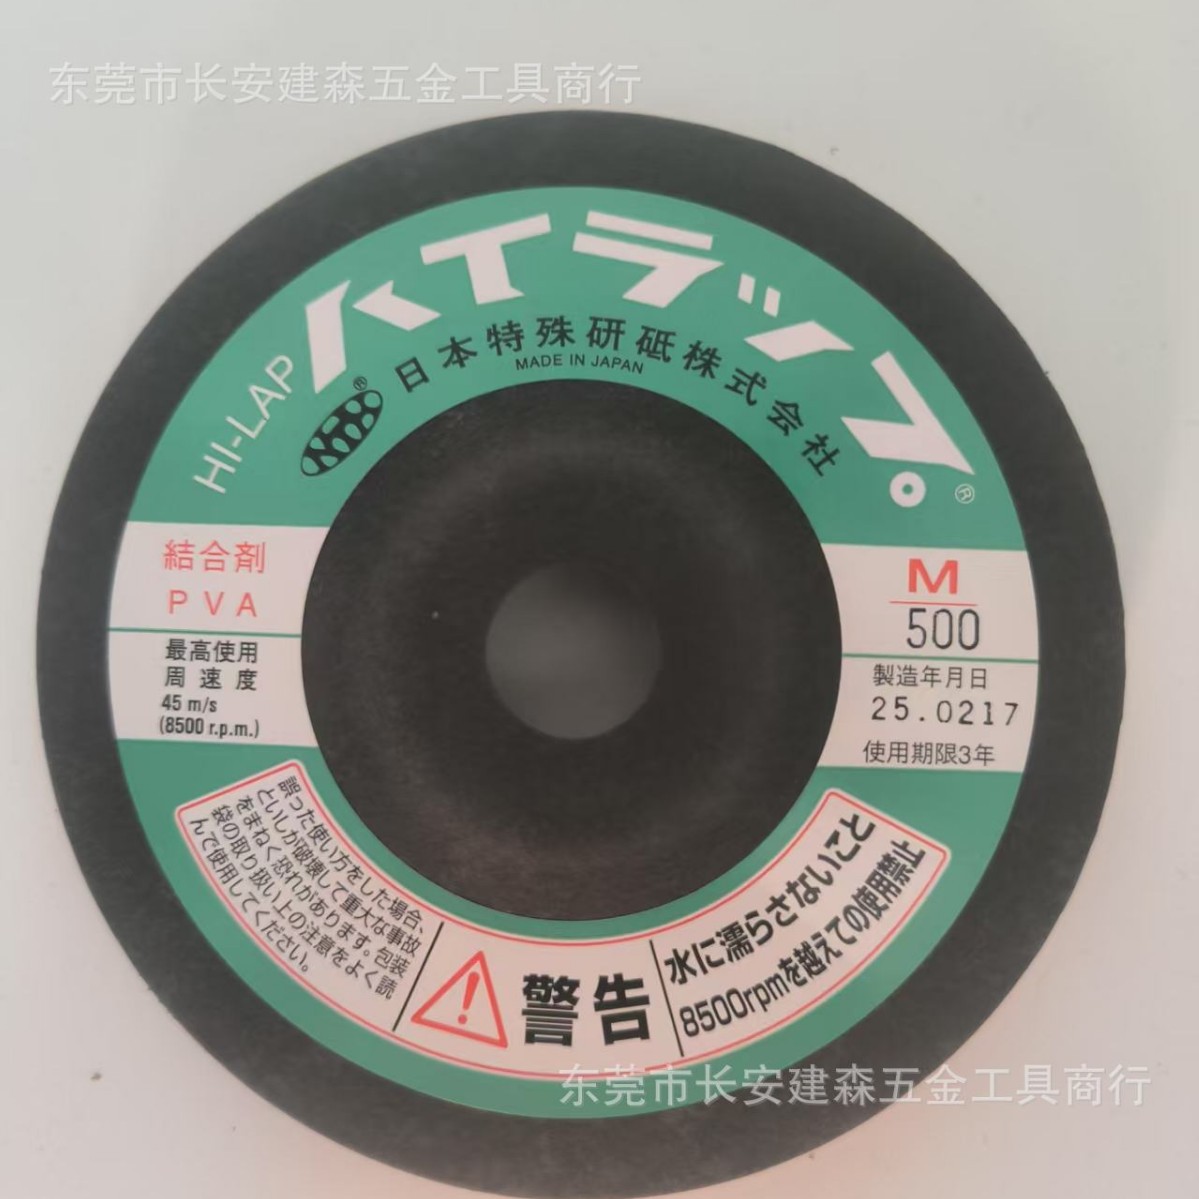 东莞市长安建森五金工具商行
ハイラップ®
HI-LAP
NTK®
日本特殊研砥株式会社
MADE IN JAPAN
結合剤
PVA
最高使用
周速度
45 m/s
(8500 r.p.m.)
M
500
製造年月日
25.0217
使用期限3年
誤った使い方をした場合、
といしが破壊して重大な事故
をまねく恐れがあります。包装
袋の取り扱い上の注意をよく読
んで使用してください。
警告
水に濡らさないこと
8500rpmを越えての使用禁止
东莞市长安建森五金工具商行